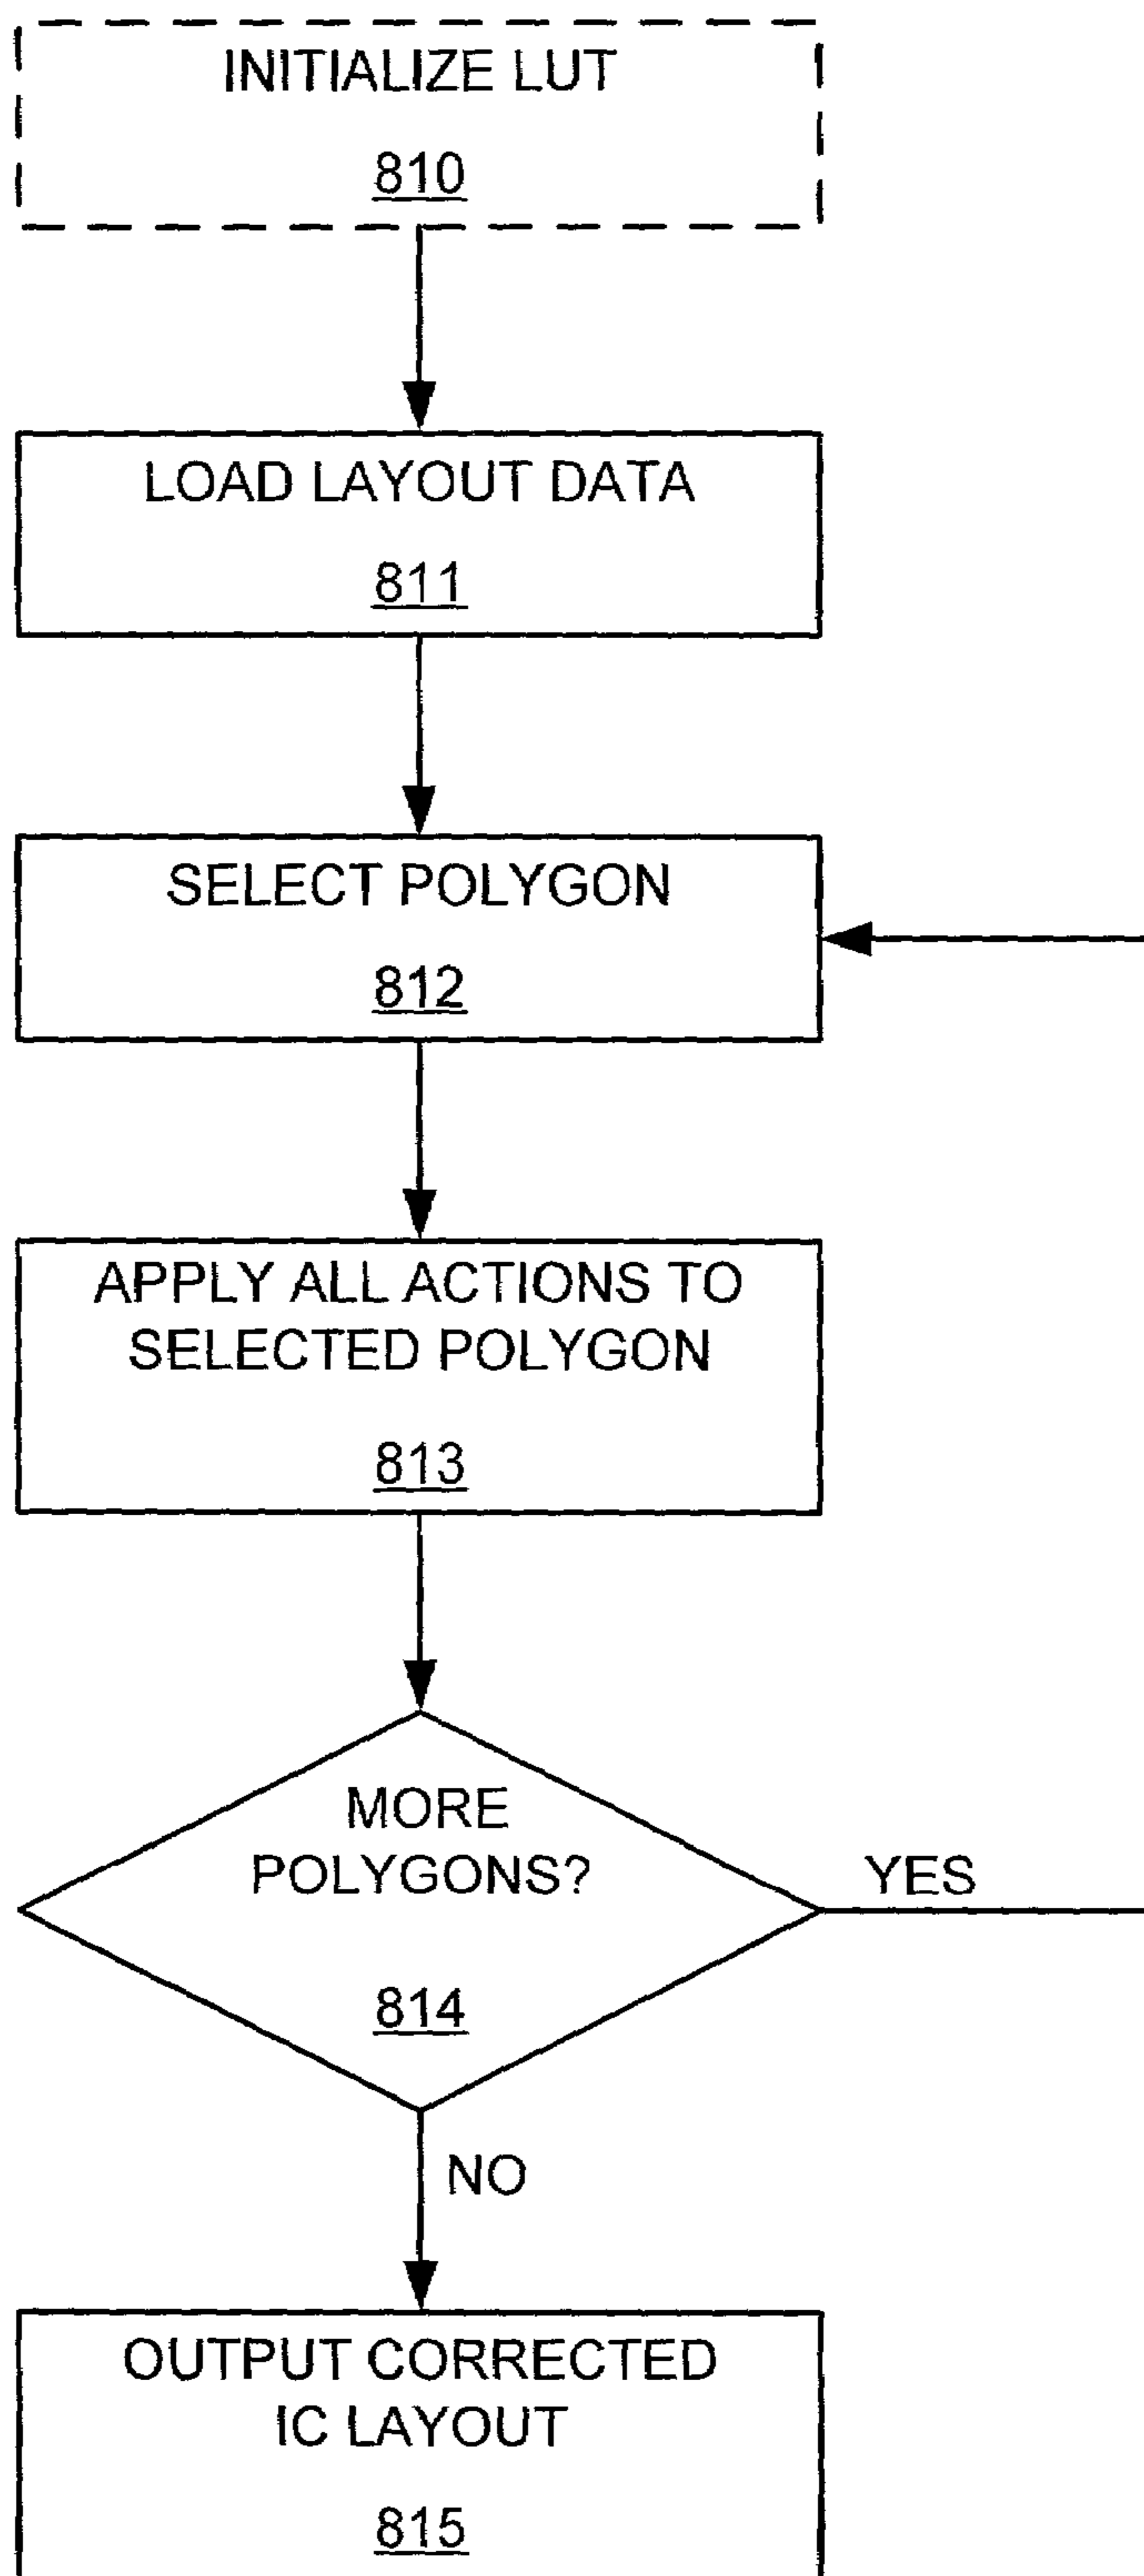 INITIALIZE LUT
810
LOAD LAYOUT DATA
811
SELECT POLYGON
812
APPLY ALL ACTIONS TO
SELECTED POLYGON
813
MORE
POLYGONS?
814
YES
NO
OUTPUT CORRECTED
IC LAYOUT
815